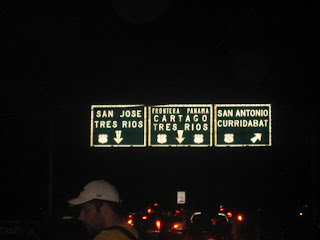 SAN JOSE
TRES RIOS
FRONTERA PANAMA
CARTAGO
TRES RIOS
SAN ANTONIO
CURRIDABAT